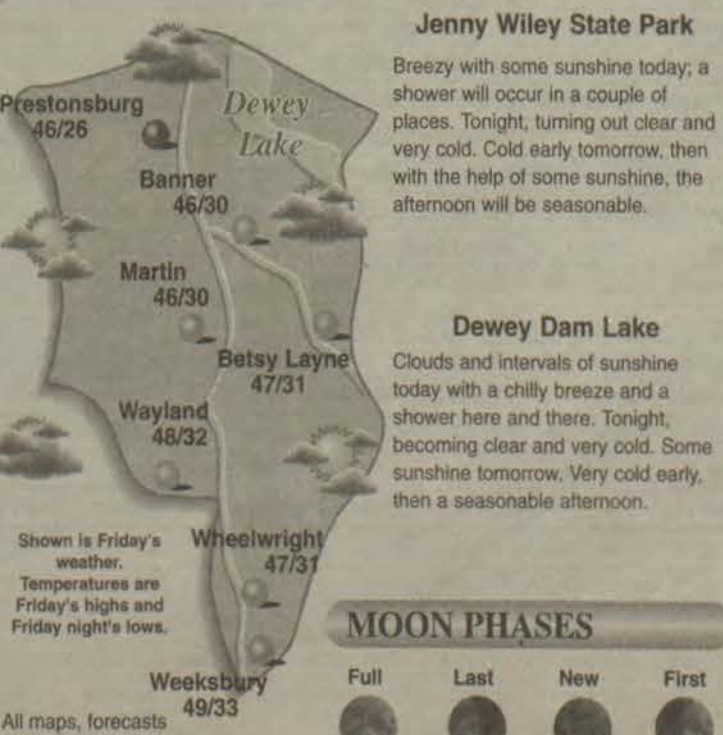 Prestonsburg
46/26
Dewey
Lake
Banner
46/30
Martin
46/30
Betsy Layne
47/31
Wayland
48/32
Shown is Friday's
weather.
Temperatures are
Friday's highs and
Friday night's lows.
Wheelwright
47/31
Weeksbury
49/33
All maps, forecasts
Jenny Wiley State Park
Breezy with some sunshine today; a
shower will occur in a couple of
places. Tonight, turning out clear and
very cold. Cold early tomorrow, then
with the help of some sunshine, the
afternoon will be seasonable.
Dewey Dam Lake
Clouds and intervals of sunshine
today with a chilly breeze and a
shower here and there. Tonight,
becoming clear and very cold. Some
sunshine tomorrow. Very cold early,
then a seasonable afternoon.
MOON PHASES
Full Last New First